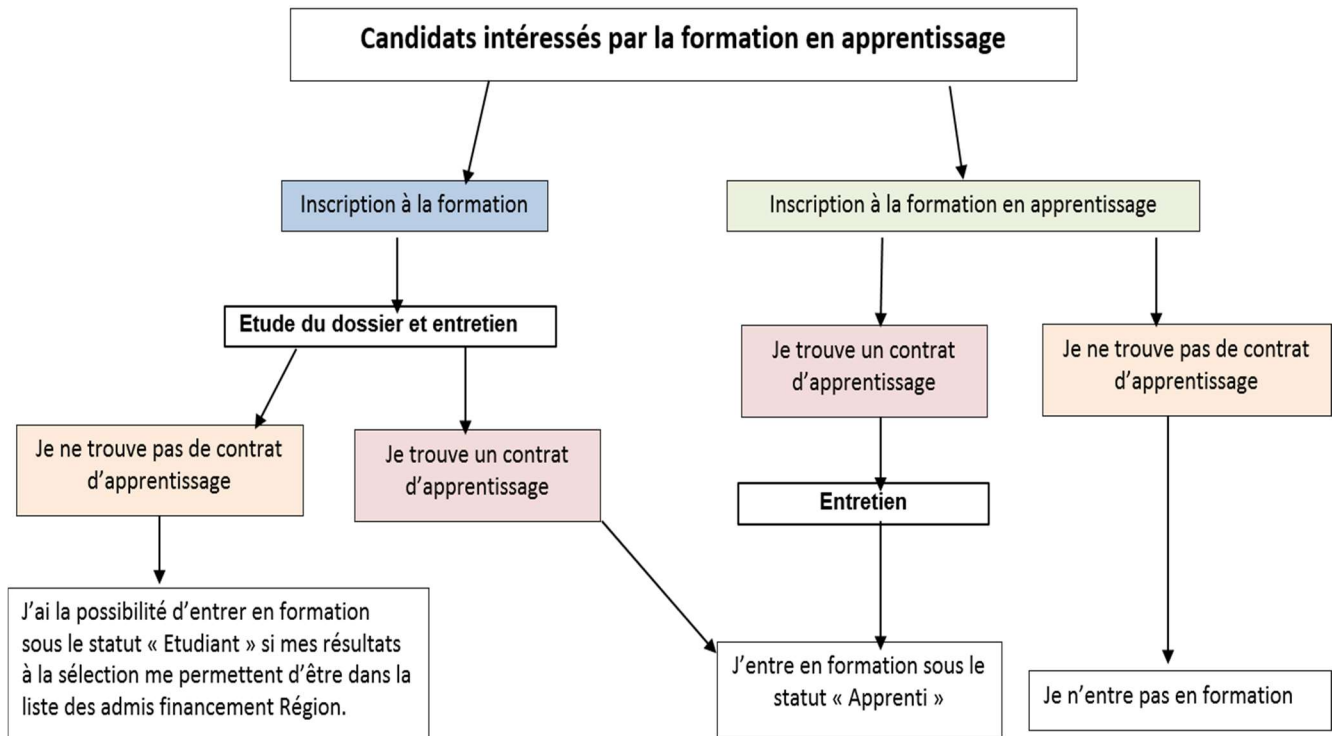 Candidats intéressés par la formation en apprentissage
Inscription à la formation
Inscription à la formation en apprentissage
Etude du dossier et entretien
Je trouve un contrat
d’apprentissage
Je ne trouve pas de contrat
d’apprentissage
Je ne trouve pas de contrat
d’apprentissage
Je trouve un contrat
d’apprentissage
Entretien
J’ai la possibilité d’entrer en formation
sous le statut « Etudiant » si mes résultats
à la sélection me permettent d’être dans la
liste des admis financement Région.
J’entre en formation sous le
statut « Apprenti »
Je n’entre pas en formation